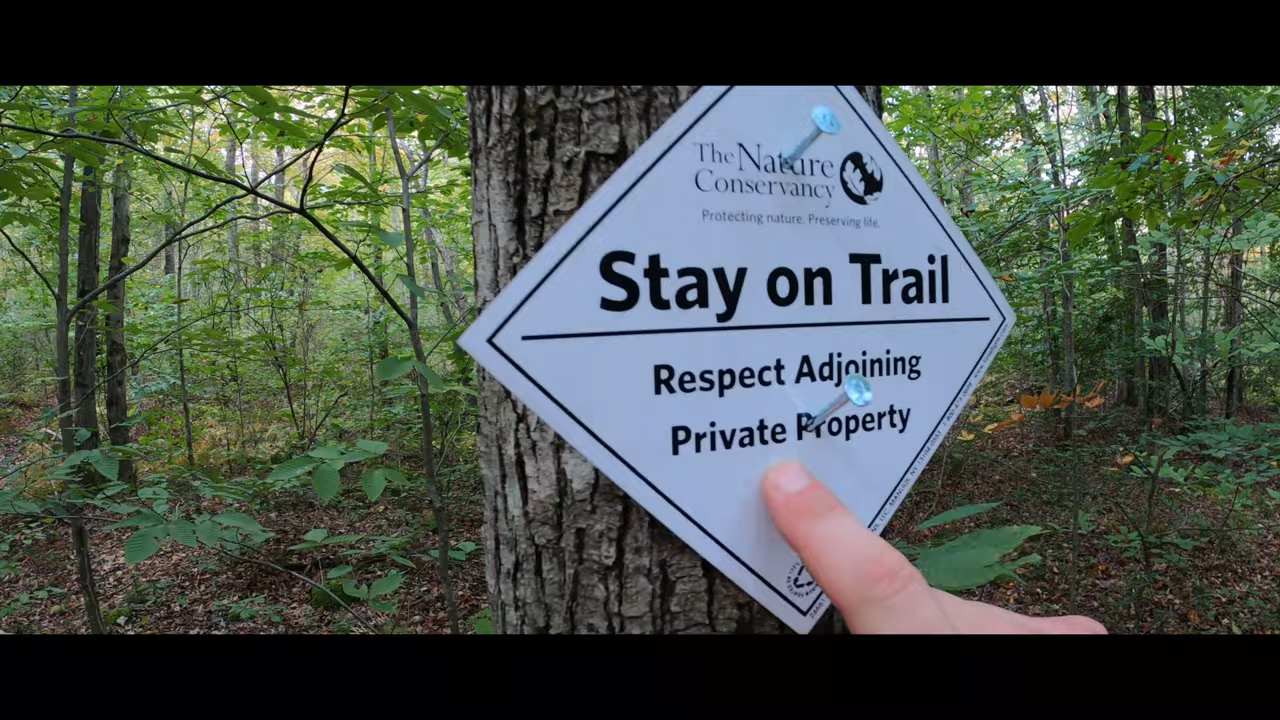 The Nature
Conservancy
Protecting nature. Preserving life.
Stay on Trail
Respect Adjoining
Private Property